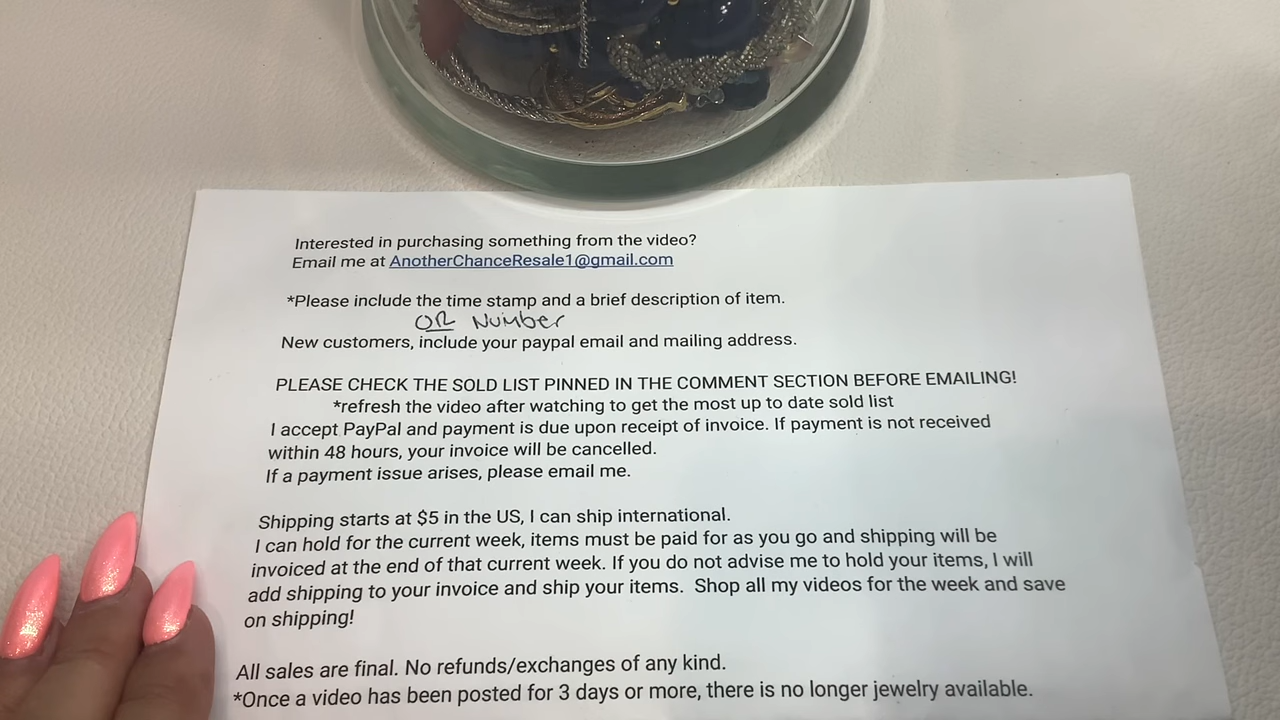 Interested in purchasing something from the video?
Email me at AnotherChanceResale1@gmail.com
*Please include the time stamp and a brief description of item.
OR Number
New customers, include your paypal email and mailing address.
PLEASE CHECK THE SOLD LIST PINNED IN THE COMMENT SECTION BEFORE EMAILING!
*refresh the video after watching to get the most up to date sold list
I accept PayPal and payment is due upon receipt of invoice. If payment is not received
within 48 hours, your invoice will be cancelled.
If a payment issue arises, please email me.
Shipping starts at $5 in the US, I can ship international.
I can hold for the current week, items must be paid for as you go and shipping will be
invoiced at the end of that current week. If you do not advise me to hold your items, I will
add shipping to your invoice and ship your items. Shop all my videos for the week and save
on shipping!
All sales are final. No refunds/exchanges of any kind.
*Once a video has been posted for 3 days or more, there is no longer jewelry available.